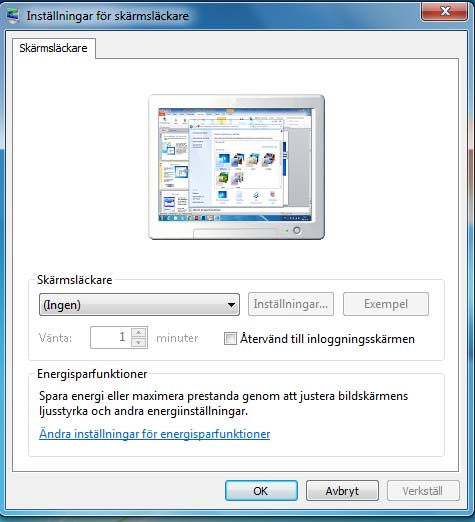 Inställningar för skärmsläckare
Skärmsläckare
Skärmsläckare
(Ingen)
Inställningar...
Exempel
Vänta:
1
minuter
Återvänd till inloggningsskärmen
Energisparfunktioner
Spara energi eller maximera prestanda genom att justera bildskärmens
ljusstyrka och andra energiinställningar.
Ändra inställningar för energisparfunktioner
OK
Avbryt
Verkställ